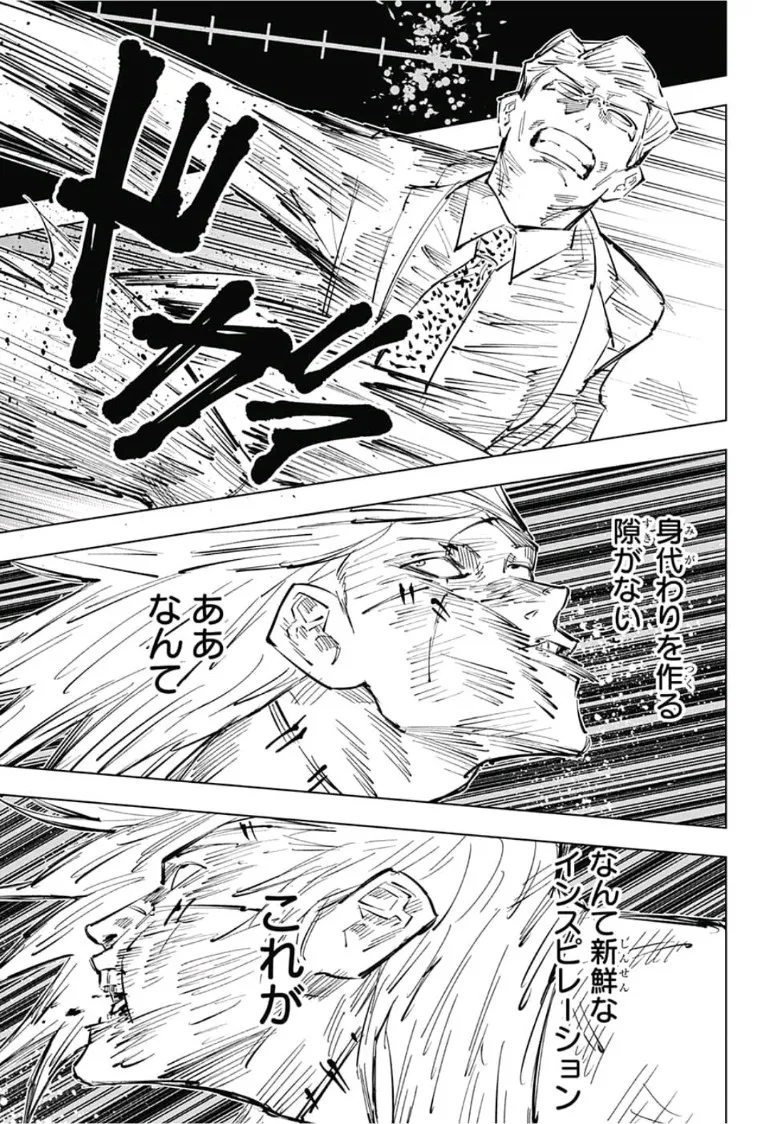 ドガッ
身代わりを作る
隙がない
ああ
なんて
なんて新鮮な
インスピレーション
これが